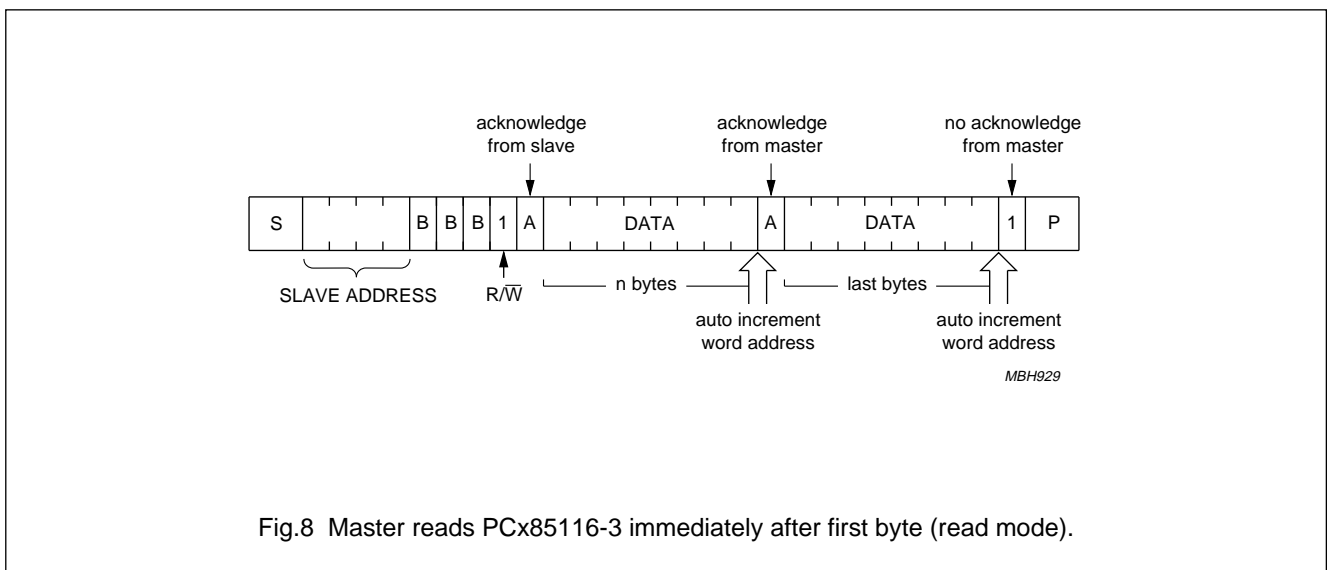 acknowledge
from slave
acknowledge
from master
no acknowledge
from master
S B B B 1 A DATA A DATA 1 P
SLAVE ADDRESS
R/W̅
n bytes
last bytes
auto increment
word address
auto increment
word address
MBH929
Fig.8 Master reads PCx85116-3 immediately after first byte (read mode).